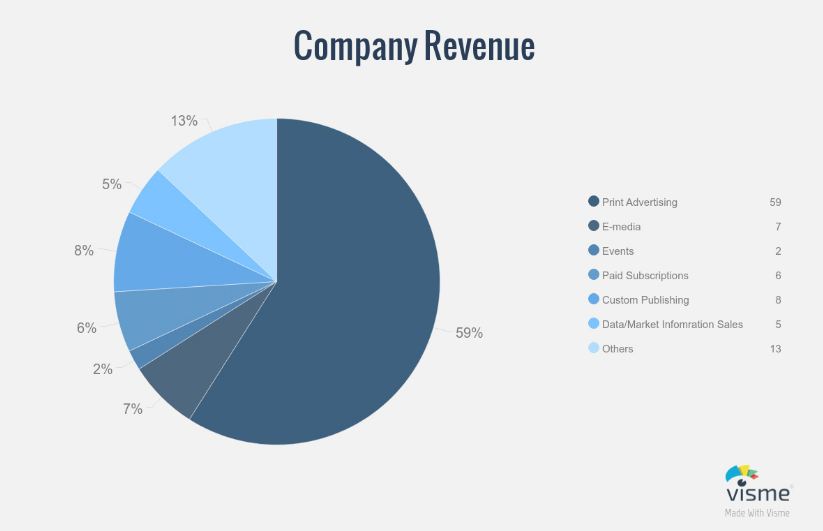 Company Revenue
13%
5%
8%
6%
2%
7%
59%
Print Advertising 59
E-media 7
Events 2
Paid Subscriptions 6
Custom Publishing 8
Data/Market Infomration Sales 5
Others 13
visme
Made With Visme